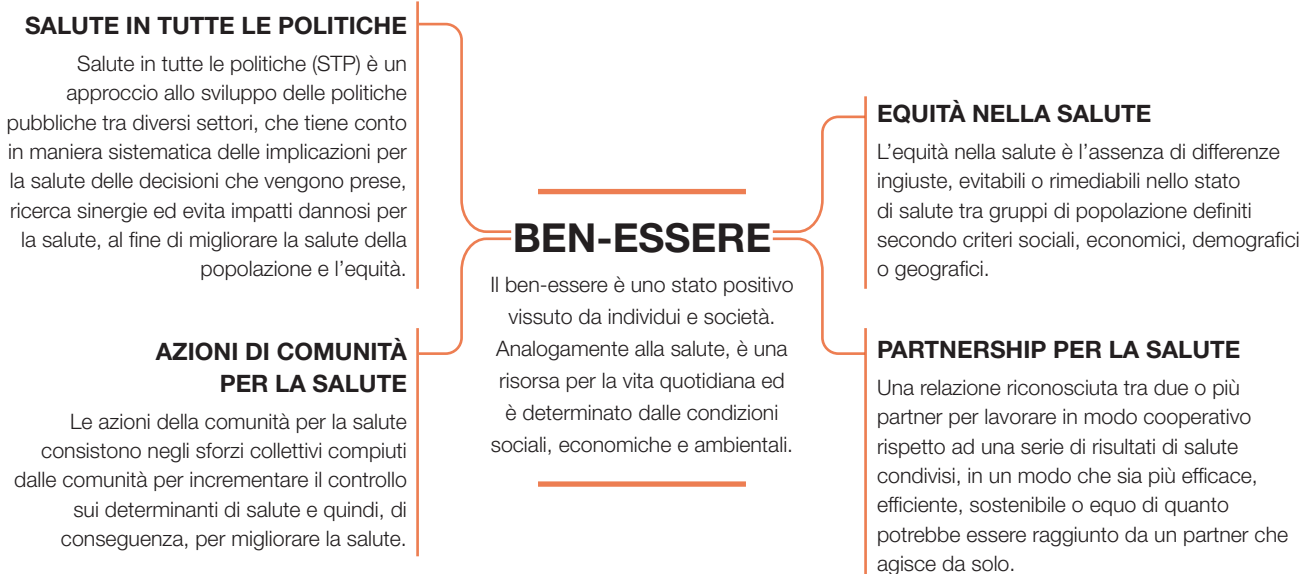 SALUTE IN TUTTE LE POLITICHE
Salute in tutte le politiche (STP) è un
approccio allo sviluppo delle politiche
pubbliche tra diversi settori, che tiene conto
in maniera sistematica delle implicazioni per
la salute delle decisioni che vengono prese,
ricerca sinergie ed evita impatti dannosi per
la salute, al fine di migliorare la salute della
popolazione e l’equità.
AZIONI DI COMUNITÀ
PER LA SALUTE
Le azioni della comunità per la salute
consistono negli sforzi collettivi compiuti
dalle comunità per incrementare il controllo
sui determinanti di salute e quindi, di
conseguenza, per migliorare la salute.
BEN-ESSERE
Il ben-essere è uno stato positivo
vissuto da individui e società.
Analogamente alla salute, è una
risorsa per la vita quotidiana ed
è determinato dalle condizioni
sociali, economiche e ambientali.
EQUITÀ NELLA SALUTE
L’equità nella salute è l’assenza di differenze
ingiuste, evitabili o rimediabili nello stato
di salute tra gruppi di popolazione definiti
secondo criteri sociali, economici, demografici
o geografici.
PARTNERSHIP PER LA SALUTE
Una relazione riconosciuta tra due o più
partner per lavorare in modo cooperativo
rispetto ad una serie di risultati di salute
condivisi, in un modo che sia più efficace,
efficiente, sostenibile o equo di quanto
potrebbe essere raggiunto da un partner che
agisce da solo.